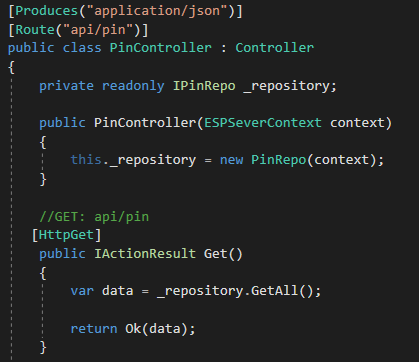 [Produces("application/json")]
[Route("api/pin")]
public class PinController : Controller
{
    private readonly IPinRepo _repository;

    public PinController(ESPSeverContext context)
    {
        this._repository = new PinRepo(context);
    }

    //GET: api/pin
   [HttpGet]
    public IActionResult Get()
    {
        var data = _repository.GetAll();

        return Ok(data);
    }